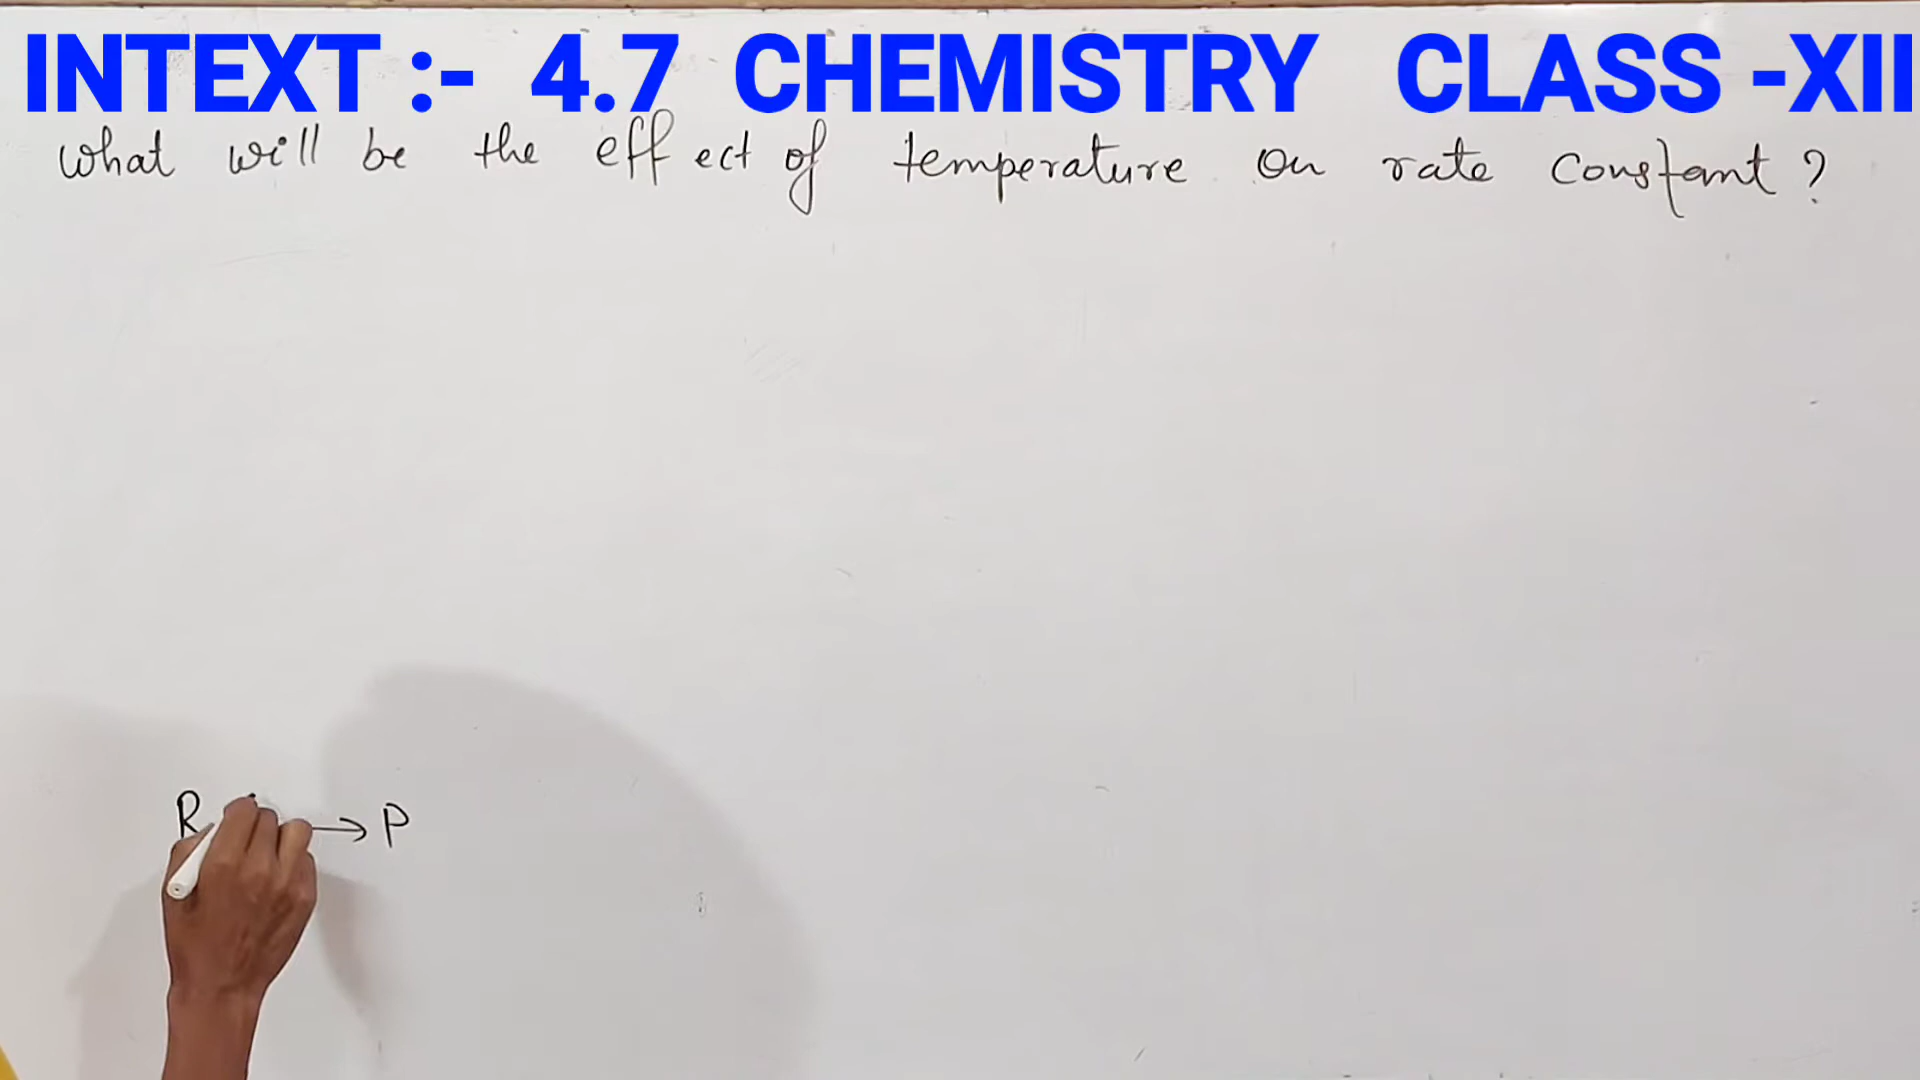 INTEXT :- 4.7 CHEMISTRY CLASS -XII
What will be the effect of temperature on rate constant ?
R → P